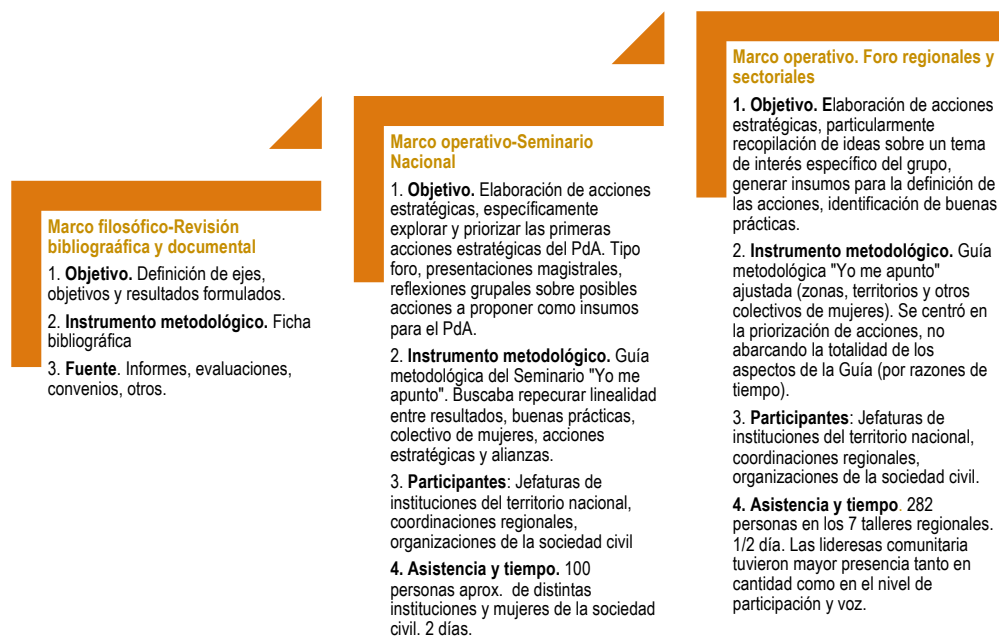 Marco filosófico-Revisión
bibliograáfica y documental
1. Objetivo. Definición de ejes,
objetivos y resultados formulados.
2. Instrumento metodológico. Ficha
bibliográfica
3. Fuente. Informes, evaluaciones,
convenios, otros.
Marco operativo-Seminario
Nacional
1. Objetivo. Elaboración de acciones
estratégicas, específicamente
explorar y priorizar las primeras
acciones estratégicas del PdA. Tipo
foro, presentaciones magistrales,
reflexiones grupales sobre posibles
acciones a proponer como insumos
para el PdA.
2. Instrumento metodológico. Guía
metodológica del Seminario "Yo me
apunto". Buscaba repecurar linealidad
entre resultados, buenas prácticas,
colectivo de mujeres, acciones
estratégicas y alianzas.
3. Participantes: Jefaturas de
instituciones del territorio nacional,
coordinaciones regionales,
organizaciones de la sociedad civil
4. Asistencia y tiempo. 100
personas aprox. de distintas
instituciones y mujeres de la sociedad
civil. 2 días.
Marco operativo. Foro regionales y
sectoriales
1. Objetivo. Elaboración de acciones
estratégicas, particularmente
recopilación de ideas sobre un tema
de interés específico del grupo,
generar insumos para la definición de
las acciones, identificación de buenas
prácticas.
2. Instrumento metodológico. Guía
metodológica "Yo me apunto"
ajustada (zonas, territorios y otros
colectivos de mujeres). Se centró en
la priorización de acciones, no
abarcando la totalidad de los
aspectos de la Guía (por razones de
tiempo).
3. Participantes: Jefaturas de
instituciones del territorio nacional,
coordinaciones regionales,
organizaciones de la sociedad civil.
4. Asistencia y tiempo. 282
personas en los 7 talleres regionales.
1/2 día. Las lideresas comunitaria
tuvieron mayor presencia tanto en
cantidad como en el nivel de
participación y voz.